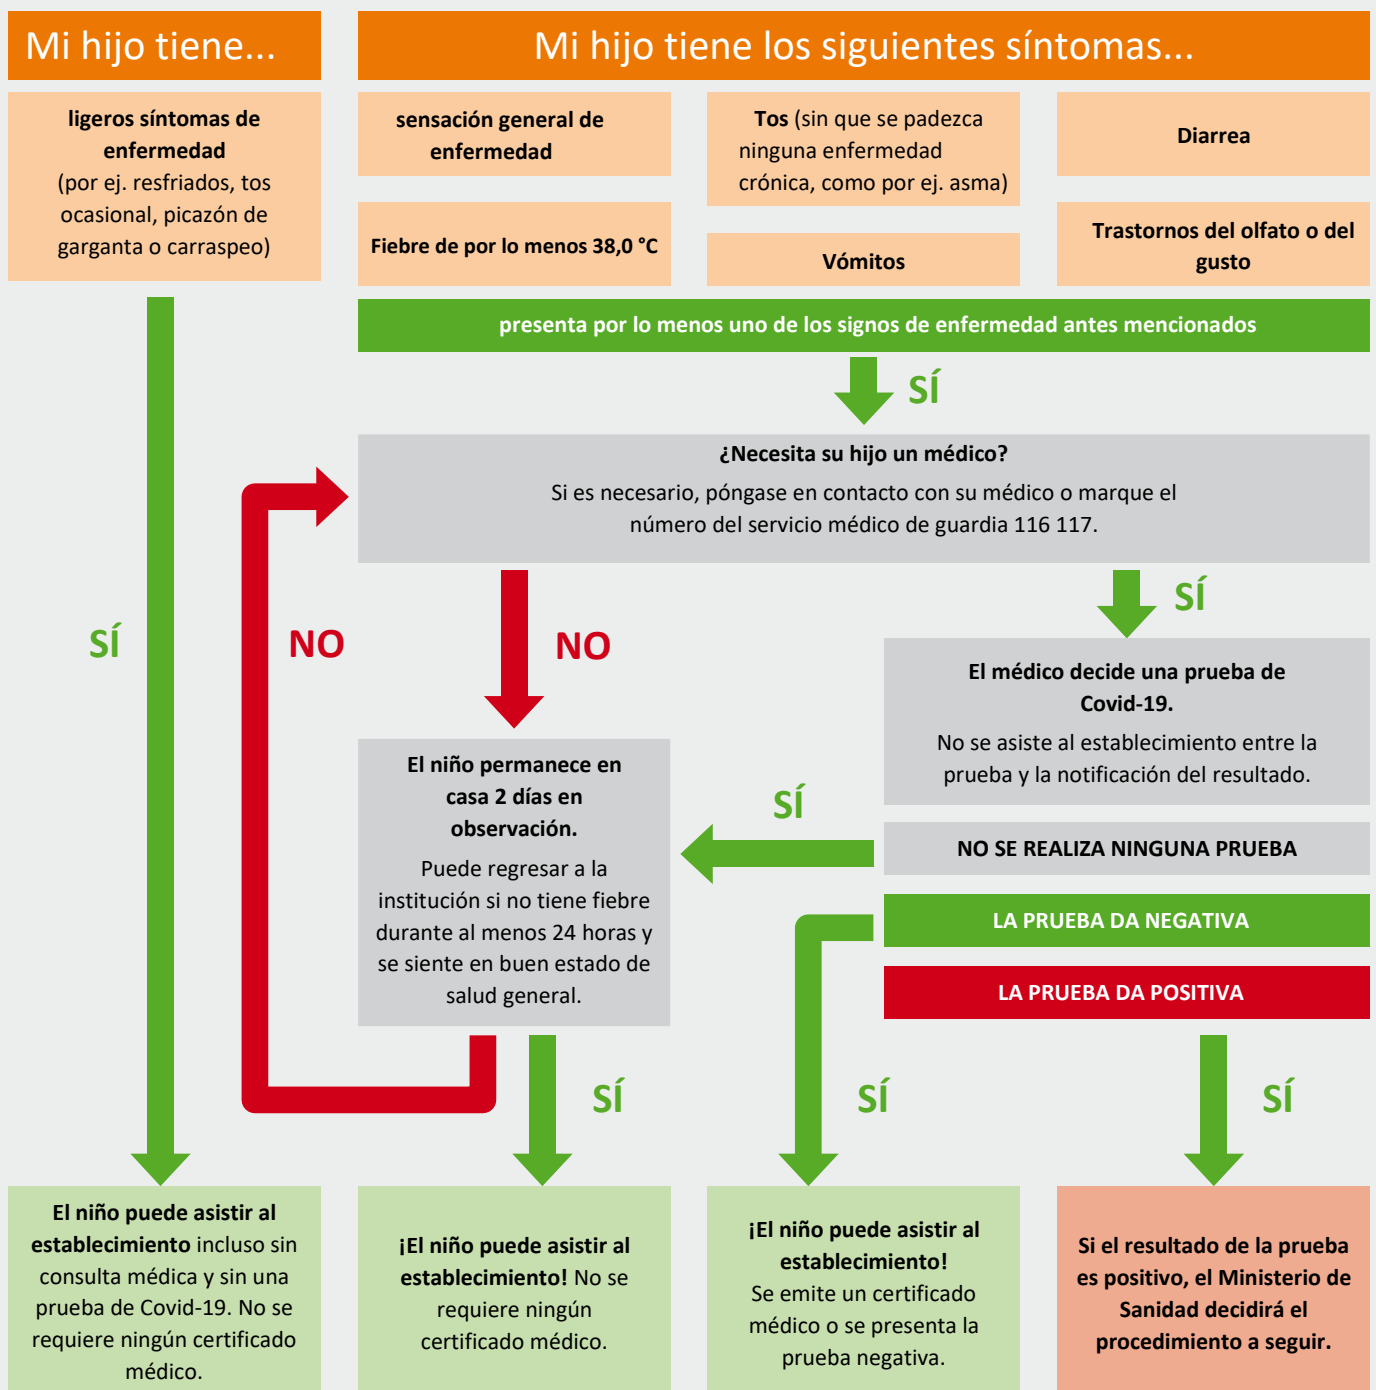 Mi hijo tiene...
Mi hijo tiene los siguientes síntomas...
ligeros síntomas de
enfermedad
(por ej. resfriados, tos
ocasional, picazón de
garganta o carraspeo)
sensación general de
enfermedad
Tos (sin que se padezca
ninguna enfermedad
crónica, como por ej. asma)
Diarrea
Fiebre de por lo menos 38,0 °C
Vómitos
Trastornos del olfato o del
gusto
presenta por lo menos uno de los signos de enfermedad antes mencionados
SÍ
¿Necesita su hijo un médico?
Si es necesario, póngase en contacto con su médico o marque el
número del servicio médico de guardia 116 117.
SÍ
SÍ
NO
NO
El médico decide una prueba de
Covid-19.
No se asiste al establecimiento entre la
prueba y la notificación del resultado.
El niño permanece en
casa 2 días en
observación.
Puede regresar a la
institución si no tiene fiebre
durante al menos 24 horas y
se siente en buen estado de
salud general.
SÍ
NO SE REALIZA NINGUNA PRUEBA
LA PRUEBA DA NEGATIVA
LA PRUEBA DA POSITIVA
SÍ
SÍ
SÍ
El niño puede asistir al
establecimiento incluso sin
consulta médica y sin una
prueba de Covid-19. No se
requiere ningún certificado
médico.
¡El niño puede asistir al
establecimiento! No se
requiere ningún
certificado médico.
¡El niño puede asistir al
establecimiento!
Se emite un certificado
médico o se presenta la
prueba negativa.
Si el resultado de la prueba
es positivo, el Ministerio de
Sanidad decidirá el
procedimiento a seguir.